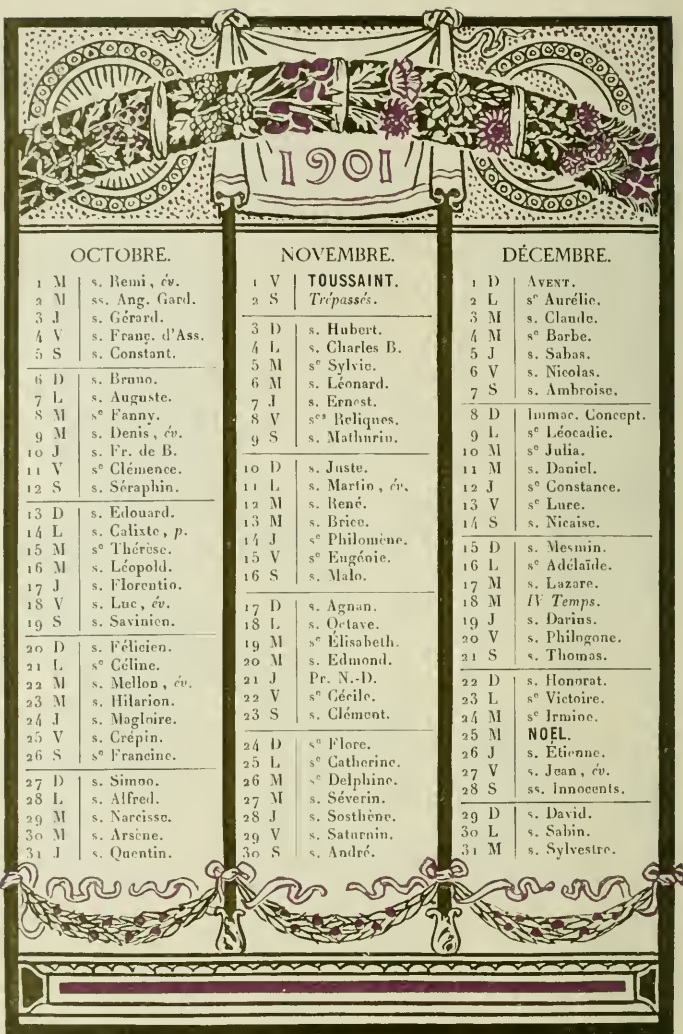 1901
OCTOBRE.
1 M s. Remi, év.
2 M ss. Ang. Gard.
3 J s. Gérard.
4 V s. Franç. d'Ass.
5 S s. Constant.
6 D s. Bruno.
7 L s. Auguste.
8 M se Fanny.
9 M s. Denis, év.
10 J s. Fr. de B.
11 V se Clémence.
12 S s. Séraphin.
13 D s. Edouard.
14 L s. Calixte, p.
15 M se Thérèse.
16 M s. Léopold.
17 J s. Florentin.
18 V s. Luc, év.
19 S s. Savinien.
20 D s. Félicien.
21 L se Céline.
22 M s. Mellon, év.
23 M s. Hilarion.
24 J s. Magloire.
25 V s. Crépin.
26 S se Francine.
27 D s. Simon.
28 L s. Alfred.
29 M s. Narcisse.
30 M s. Arsène.
31 J s. Quentin.
NOVEMBRE.
1 V TOUSSAINT.
2 S Trépassés.
3 D s. Hubert.
4 L s. Charles B.
5 M se Sylvie.
6 M s. Léonard.
7 J s. Ernest.
8 V ses Reliques.
9 S s. Mathurin.
10 D s. Juste.
11 L s. Martin, év.
12 M s. René.
13 M s. Brice.
14 J se Philomène.
15 V se Eugénie.
16 S s. Malo.
17 D s. Agnan.
18 L s. Octave.
19 M se Élisabeth.
20 M s. Edmond.
21 J Pr. N.-D.
22 V se Cécile.
23 S s. Clément.
24 D se Flore.
25 L se Catherine.
26 M se Delphine.
27 M s. Séverin.
28 J s. Sosthène.
29 V s. Saturnin.
30 S s. André.
DÉCEMBRE.
1 D AVENT.
2 L se Aurélie.
3 M s. Claude.
4 M se Barbe.
5 J s. Sabas.
6 V s. Nicolas.
7 S s. Ambroise.
8 D Immac. Concept.
9 L se Léocadie.
10 M se Julia.
11 M s. Daniel.
12 J se Constance.
13 V se Luce.
14 S s. Nicaise.
15 D s. Mesmin.
16 L se Adélaïde.
17 M s. Lazare.
18 M IV Temps.
19 J s. Darius.
20 V s. Philogone.
21 S s. Thomas.
22 D s. Honorat.
23 L se Victoire.
24 M se Irmine.
25 M NOËL.
26 J s. Étienne.
27 V s. Jean, év.
28 S ss. Innocents.
29 D s. David.
30 L s. Sabin.
31 M s. Sylvestre.